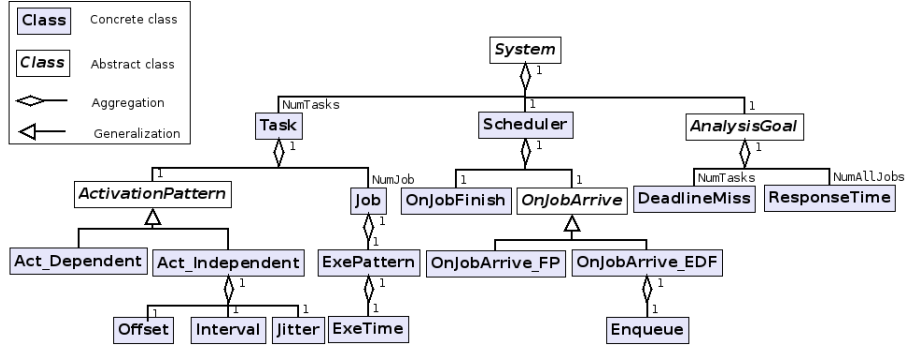 Class Concrete class
Class Abstract class
Aggregation
Generalization
System
1
NumTasks 1 1
Task Scheduler AnalysisGoal
1 1 1
1 NumJob 1 1 NumTasks NumAllJobs
ActivationPattern Job OnJobFinish OnJobArrive DeadlineMiss ResponseTime
1
1
Act_Dependent Act_Independent ExePattern OnJobArrive_FP OnJobArrive_EDF
1 1 1
1 1 1 1 1
Offset Interval Jitter ExeTime Enqueue